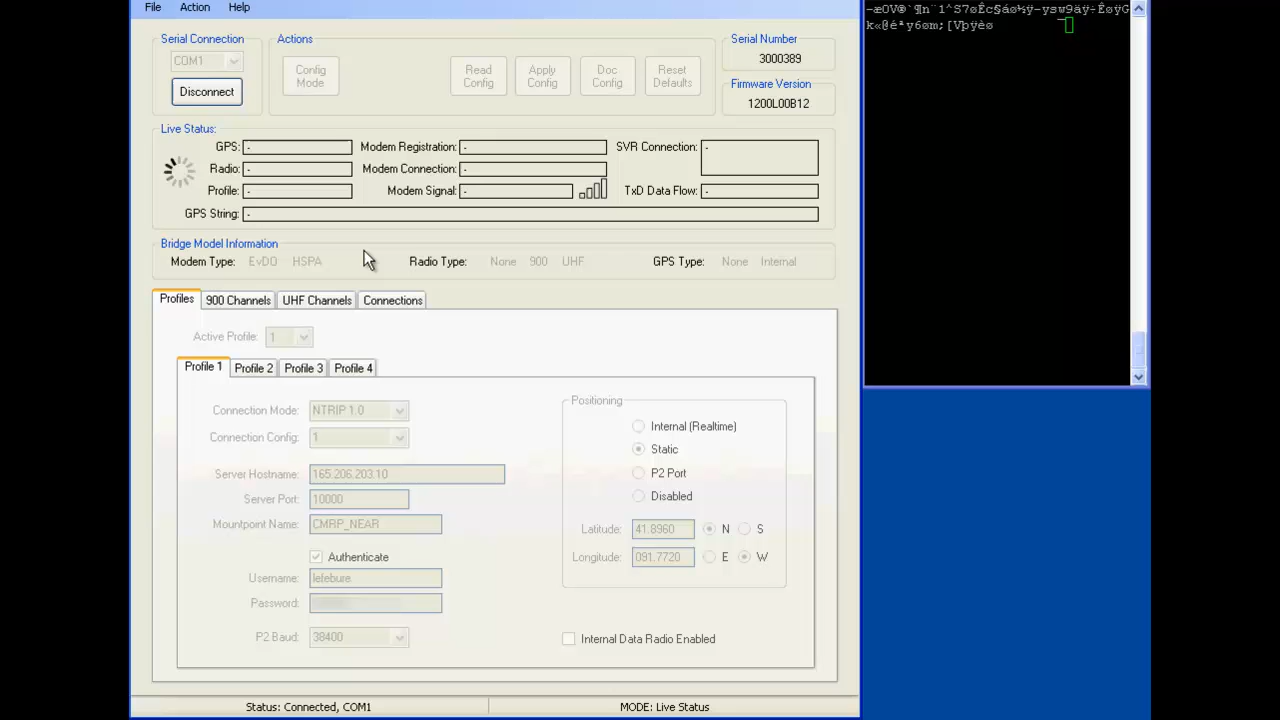 File Action Help
Serial Connection
COM1
Disconnect
Actions
Config Mode
Read Config
Apply Config
Doc Config
Reset Defaults
Serial Number
3000389
Firmware Version
1200L00B12
Live Status:
GPS: -
Modem Registration: -
SVR Connection: -
Radio: -
Modem Connection: -
Profile: -
Modem Signal: -
TxD Data Flow: -
GPS String: -
Bridge Model Information
Modem Type: EvDO HSPA
Radio Type: None 900 UHF
GPS Type: None Internal
Profiles 900 Channels UHF Channels Connections
Active Profile: 1
Profile 1 Profile 2 Profile 3 Profile 4
Connection Mode: NTRIP 1.0
Connection Config: 1
Server Hostname: 165.206.203.10
Server Port: 10000
Mountpoint Name: CMRP_NEAR
Authenticate
Username: lefebure
Password:
P2 Baud: 38400
Positioning
Internal (Realtime)
Static
P2 Port
Disabled
Latitude: 41.8960 N S
Longitude: 091.7720 E W
Internal Data Radio Enabled
Status: Connected, COM1
MODE: Live Status